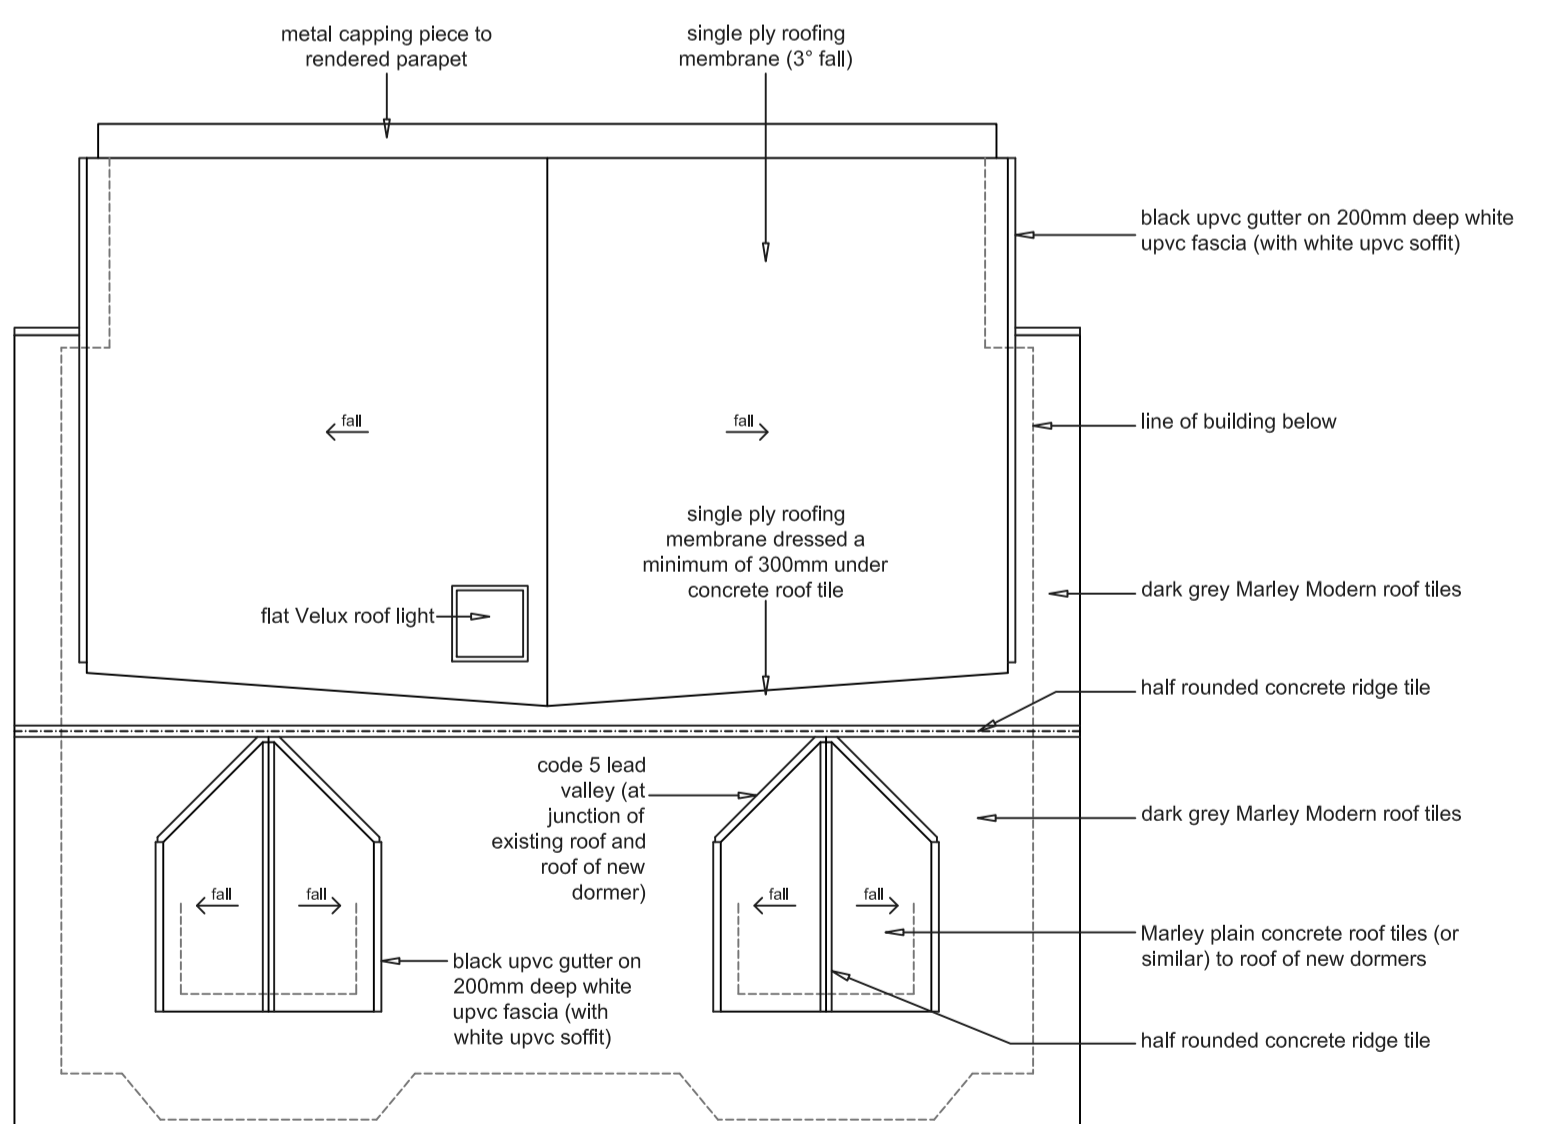 metal capping piece to
rendered parapet
single ply roofing
membrane (3° fall)
black upvc gutter on 200mm deep white
upvc fascia (with white upvc soffit)
fall
fall
line of building below
single ply roofing
membrane dressed a
minimum of 300mm under
concrete roof tile
flat Velux roof light
dark grey Marley Modern roof tiles
half rounded concrete ridge tile
code 5 lead
valley (at
junction of
existing roof and
roof of new
dormer)
dark grey Marley Modern roof tiles
fall
fall
fall
fall
Marley plain concrete roof tiles (or
similar) to roof of new dormers
black upvc gutter on
200mm deep white
upvc fascia (with
white upvc soffit)
half rounded concrete ridge tile